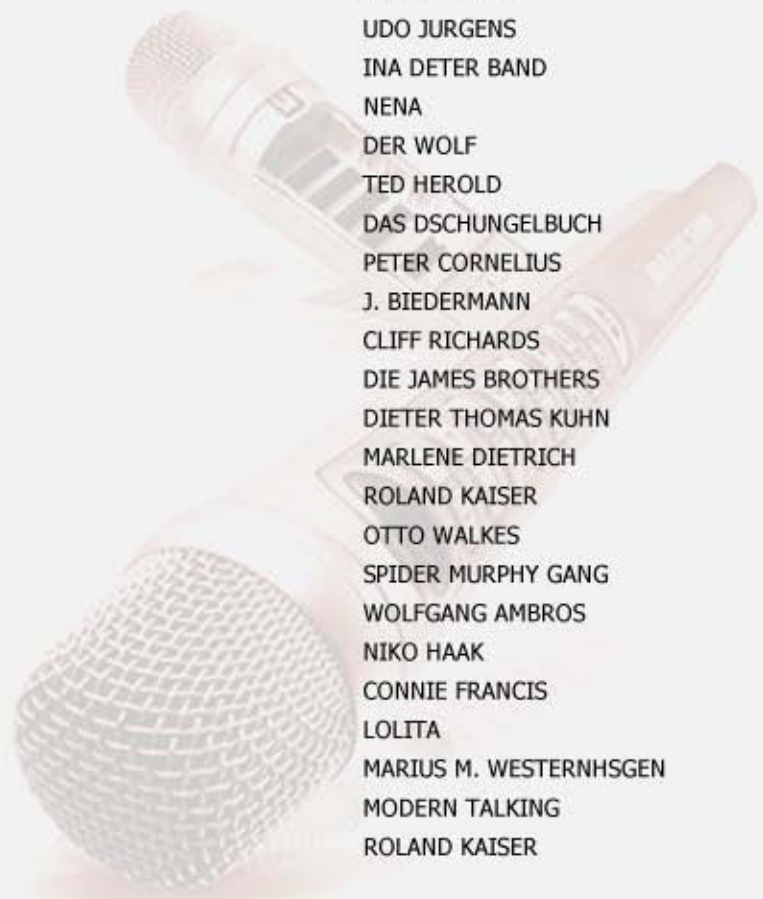 UDO JURGENS
INA DETER BAND
NENA
DER WOLF
TED HEROLD
DAS DSCHUNGELBUCH
PETER CORNELIUS
J. BIEDERMANN
CLIFF RICHARDS
DIE JAMES BROTHERS
DIETER THOMAS KUHN
MARLENE DIETRICH
ROLAND KAISER
OTTO WALKES
SPIDER MURPHY GANG
WOLFGANG AMBROS
NIKO HAAK
CONNIE FRANCIS
LOLITA
MARIUS M. WESTERNHSGEN
MODERN TALKING
ROLAND KAISER